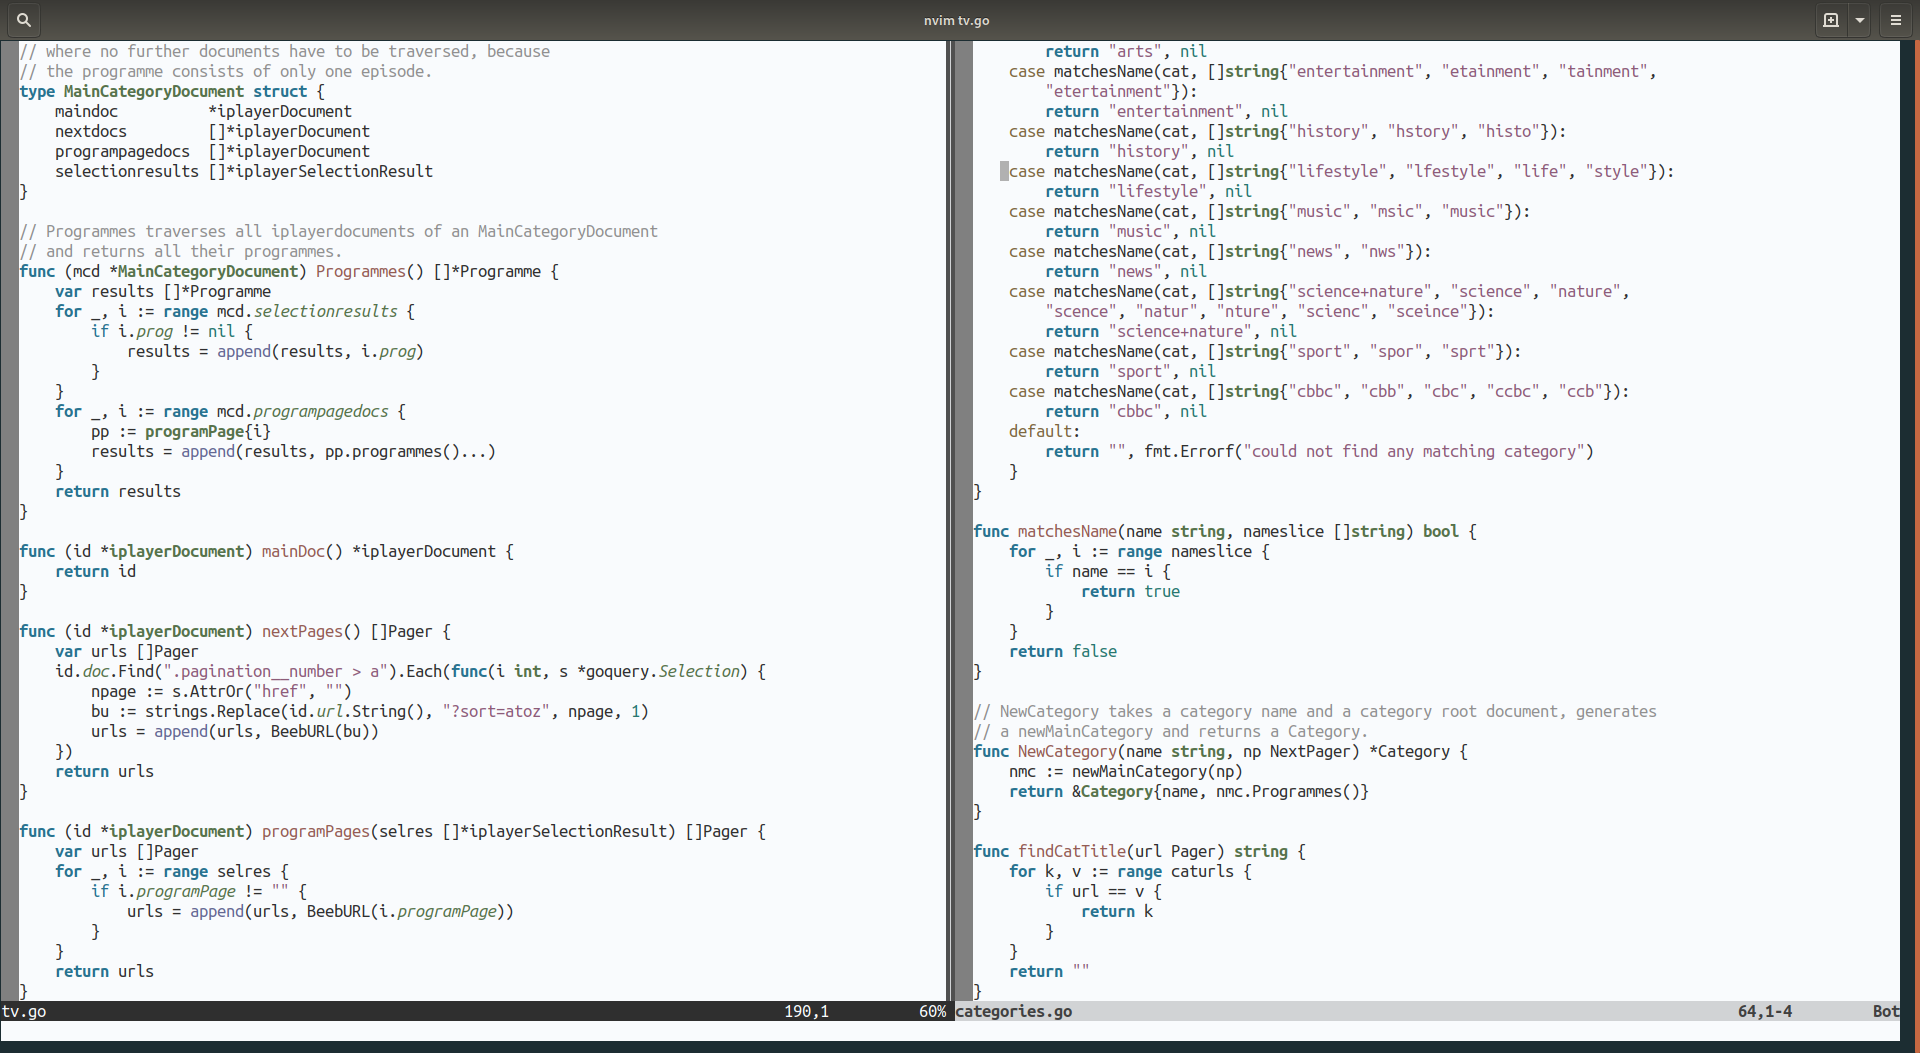 nvim tv.go
// where no further documents have to be traversed, because
// the programme consists of only one episode.
type MainCategoryDocument struct {
    maindoc          *iplayerDocument
    nextdocs         []*iplayerDocument
    programpagedocs  []*iplayerDocument
    selectionresults []*iplayerSelectionResult
}

// Programmes traverses all iplayerdocuments of an MainCategoryDocument
// and returns all their programmes.
func (mcd *MainCategoryDocument) Programmes() []*Programme {
    var results []*Programme
    for _, i := range mcd.selectionresults {
        if i.prog != nil {
            results = append(results, i.prog)
        }
    }
    for _, i := range mcd.programpagedocs {
        pp := programPage{i}
        results = append(results, pp.programmes()...)
    }
    return results
}

func (id *iplayerDocument) mainDoc() *iplayerDocument {
    return id
}

func (id *iplayerDocument) nextPages() []Pager {
    var urls []Pager
    id.doc.Find(".pagination__number > a").Each(func(i int, s *goquery.Selection) {
        npage := s.AttrOr("href", "")
        bu := strings.Replace(id.url.String(), "?sort=atoz", npage, 1)
        urls = append(urls, BeebURL(bu))
    })
    return urls
}

func (id *iplayerDocument) programPages(selres []*iplayerSelectionResult) []Pager {
    var urls []Pager
    for _, i := range selres {
        if i.programPage != "" {
            urls = append(urls, BeebURL(i.programPage))
        }
    }
    return urls
}
tv.go 190,1 60%
        return "arts", nil
    case matchesName(cat, []string{"entertainment", "etainment", "tainment",
        "etertainment"}):
        return "entertainment", nil
    case matchesName(cat, []string{"history", "hstory", "histo"}):
        return "history", nil
    case matchesName(cat, []string{"lifestyle", "lfestyle", "life", "style"}):
        return "lifestyle", nil
    case matchesName(cat, []string{"music", "msic", "music"}):
        return "music", nil
    case matchesName(cat, []string{"news", "nws"}):
        return "news", nil
    case matchesName(cat, []string{"science+nature", "science", "nature",
        "scence", "natur", "nture", "scienc", "sceince"}):
        return "science+nature", nil
    case matchesName(cat, []string{"sport", "spor", "sprt"}):
        return "sport", nil
    case matchesName(cat, []string{"cbbc", "cbb", "cbc", "ccbc", "ccb"}):
        return "cbbc", nil
    default:
        return "", fmt.Errorf("could not find any matching category")
    }
}

func matchesName(name string, nameslice []string) bool {
    for _, i := range nameslice {
        if name == i {
            return true
        }
    }
    return false
}

// NewCategory takes a category name and a category root document, generates
// a newMainCategory and returns a Category.
func NewCategory(name string, np NextPager) *Category {
    nmc := newMainCategory(np)
    return &Category{name, nmc.Programmes()}
}

func findCatTitle(url Pager) string {
    for k, v := range caturls {
        if url == v {
            return k
        }
    }
    return ""
}
categories.go 64,1-4 Bot